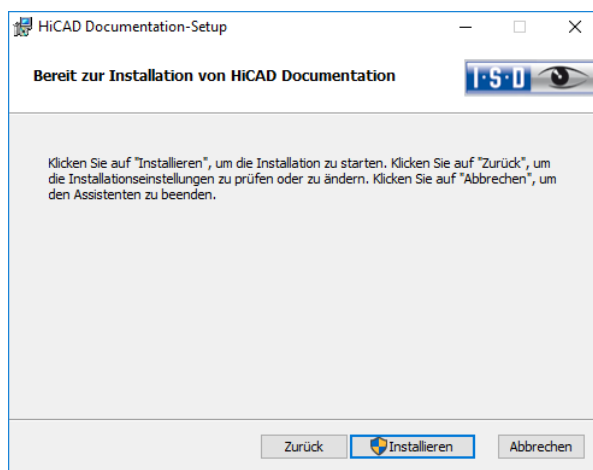 HiCAD Documentation-Setup
Bereit zur Installation von HiCAD Documentation
I·S·D
Klicken Sie auf "Installieren", um die Installation zu starten. Klicken Sie auf "Zurück", um
die Installationseinstellungen zu prüfen oder zu ändern. Klicken Sie auf "Abbrechen", um
den Assistenten zu beenden.
Zurück
Installieren
Abbrechen